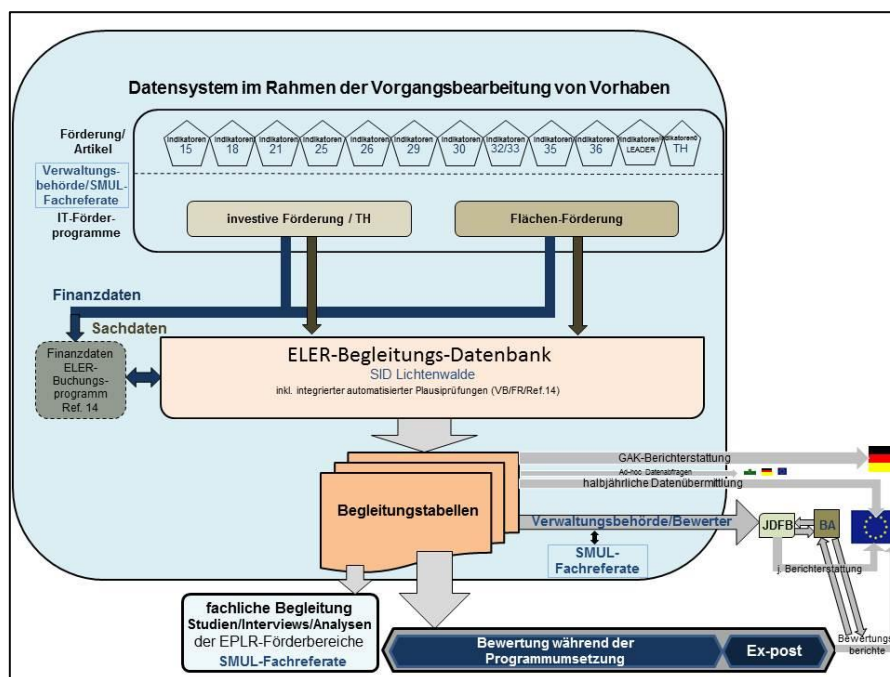 Datensystem im Rahmen der Vorgangsbearbeitung von Vorhaben
Förderung/
Artikel
Indikatoren
15
Indikatoren
18
Indikatoren
21
Indikatoren
25
Indikatoren
26
Indikatoren
29
Indikatoren
30
Indikatoren
32/33
Indikatoren
35
Indikatoren
36
Indikatoren
LEADER
TH
Verwaltungs-
behörde/SMUL-
Fachreferate
IT-Förder-
programme
investive Förderung / TH
Flächen-Förderung
Finanzdaten
Sachdaten
Finanzdaten
ELER-
Buchungs-
programm
Ref. 14
ELER-Begleitungs-Datenbank
SID Lichtenwalde
inkl. integrierter automatisierter Plausiprüfungen (VB/FR/Ref.14)
Begleitungstabellen
GAK-Berichterstattung
Ad-hoc Datenabfragen
halbjährliche Datenübermittlung
Verwaltungsbehörde/Bewerter
SMUL-
Fachreferate
JDFB
BA
j. Berichterstattung
fachliche Begleitung
Studien/Interviews/Analysen
der EPLR-Förderbereiche
SMUL-Fachreferate
Bewertung während der
Programmumsetzung
Ex-post
Bewertungs
berichte